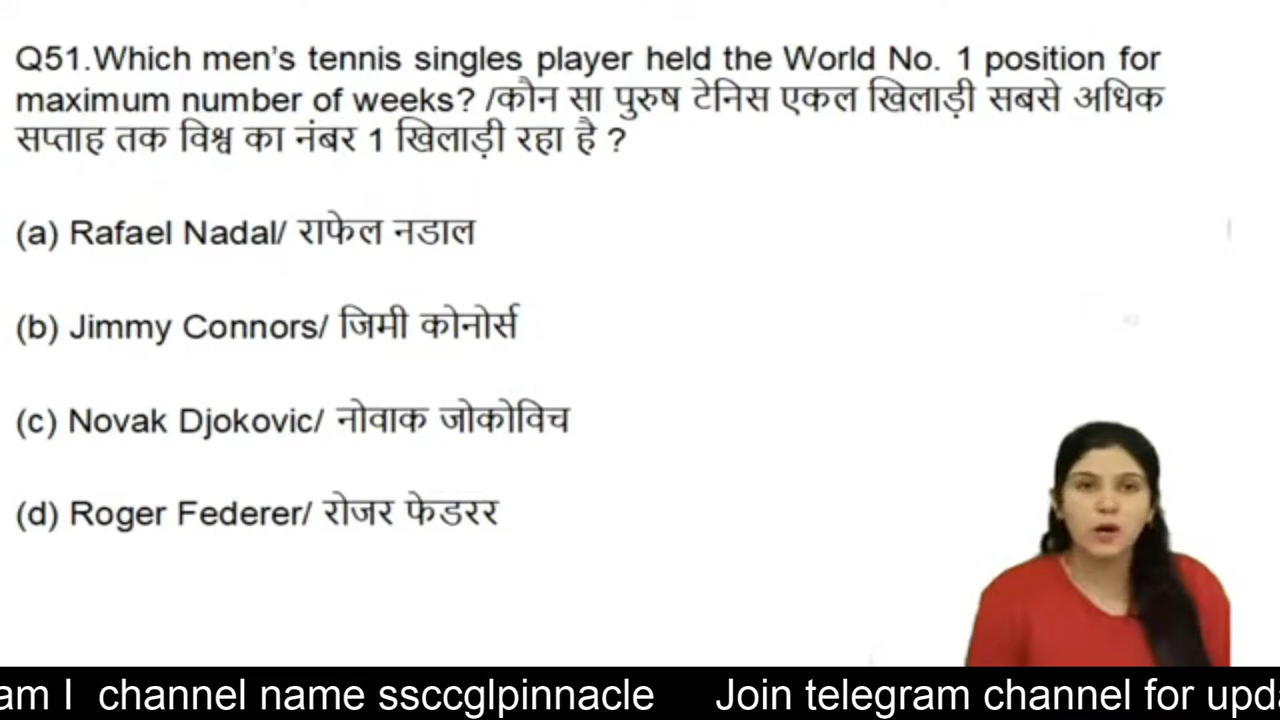 Q51.Which men's tennis singles player held the World No. 1 position for
maximum number of weeks? /कौन सा पुरुष टेनिस एकल खिलाड़ी सबसे अधिक
सप्ताह तक विश्व का नंबर 1 खिलाड़ी रहा है ?
(a) Rafael Nadal/ राफेल नडाल
(b) Jimmy Connors/ जिमी कोनोर्स
(c) Novak Djokovic/ नोवाक जोकोविच
(d) Roger Federer/ रोजर फेडरर
am I channel name ssccglpinnacle Join telegram channel for upd